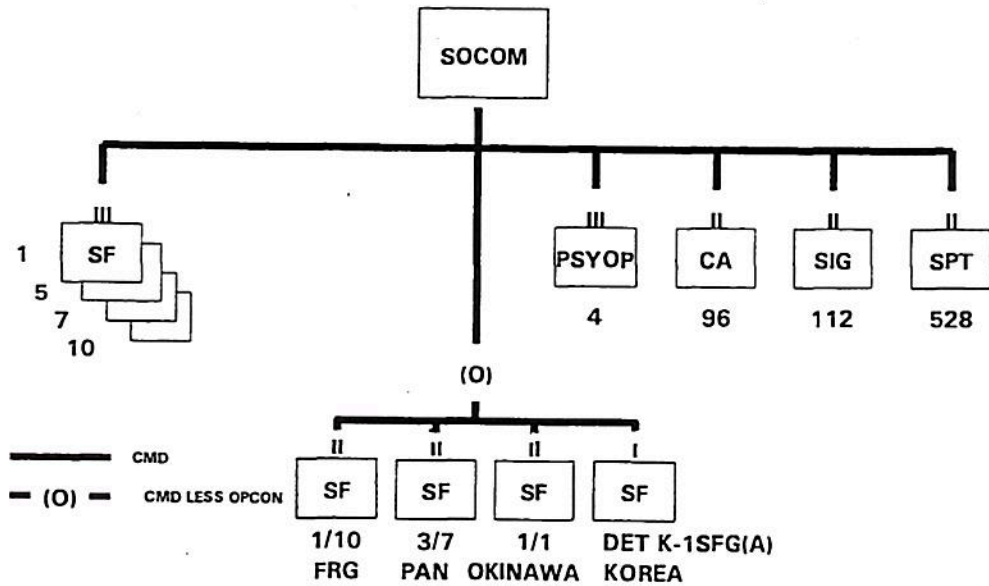 SOCOM
III III II II II
SF PSYOP CA SIG SPT
1
5
7
10
4 96 112 528
(O)
II II II I
SF SF SF SF
CMD
(O) CMD LESS OPCON
1/10 3/7 1/1 DET K-1SFG(A)
FRG PAN OKINAWA KOREA